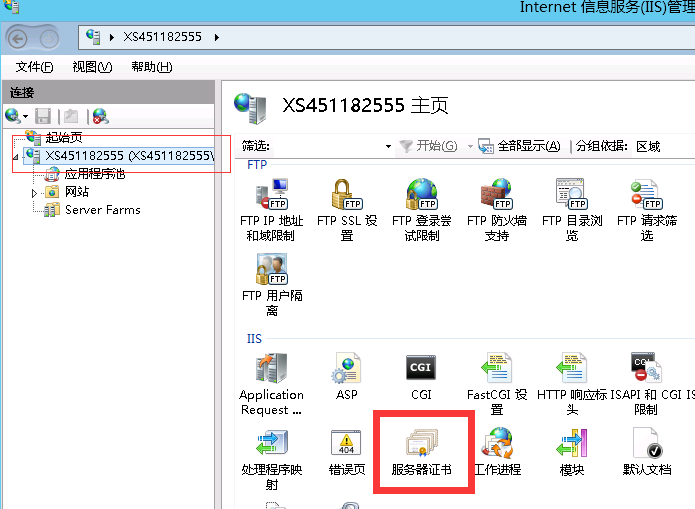 Internet 信息服务(IIS)管理
XS451182555
文件(F) 视图(V) 帮助(H)
连接
起始页
XS451182555 (XS451182555\
应用程序池
网站
Server Farms
XS451182555 主页
筛选: 开始(G) 全部显示(A) 分组依据: 区域
FTP
FTP IP 地址和域限制
FTP SSL 设置
FTP 登录尝试限制
FTP 防火墙支持
FTP 目录浏览
FTP 请求筛选
FTP 用户隔离
IIS
Application Request ...
ASP
CGI
CGI
FastCGI 设置
HTTP 响应标头
ISAPI 和 CGI 限制
IS
处理程序映射
404
错误页
服务器证书
工作进程
模块
默认文档